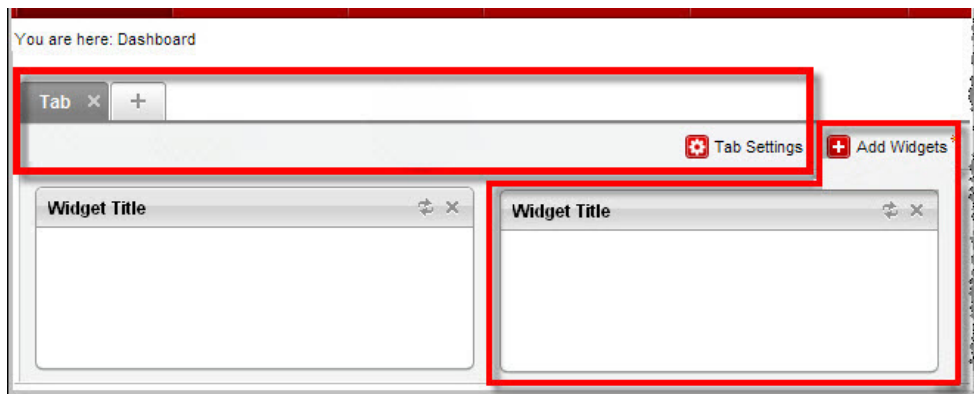 You are here: Dashboard
Tab
Tab Settings
Add Widgets
Widget Title
Widget Title